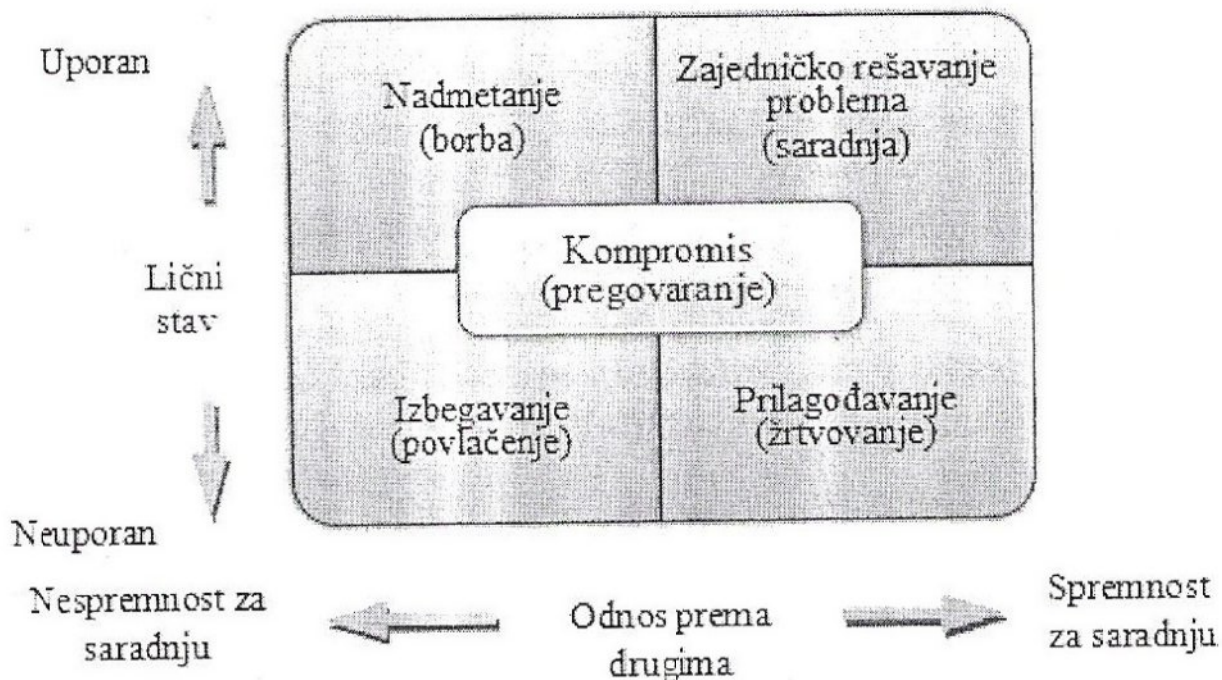 Uporan
Nadmetanje
(borba)
Zajedničko rešavanje
problema
(saradnja)
Lični
stav
Kompromis
(pregovaranje)
Izbegavanje
(povlačenje)
Prilagođavanje
(žrtvovanje)
Neuporan
Nespremnost za
saradnju
Odnos prema
drugima
Spremnost
za saradnju